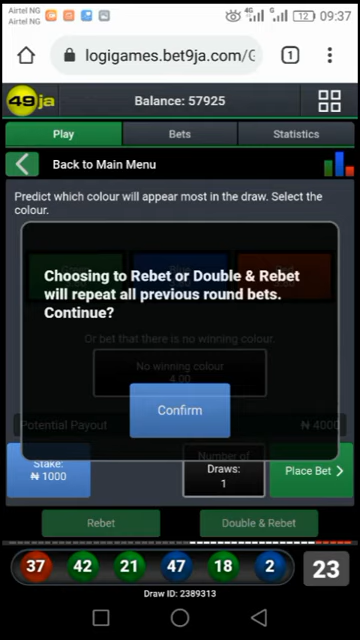 Airtel NG
Airtel NG
4G
G
12
09:37
logigames.bet9ja.com/G
1
49ja
Balance: 57925
Play
Bets
Statistics
Back to Main Menu
Predict which colour will appear most in the draw. Select the
colour.
Choosing to Rebet or Double & Rebet
will repeat all previous round bets.
Continue?
Or bet that there is no winning colour.
No winning colour
4.00
Confirm
Potential Payout
₦ 4000
Stake:
₦ 1000
Number of
Draws:
1
Place Bet
Rebet
Double & Rebet
37
42
21
47
18
2
23
Draw ID: 2389313